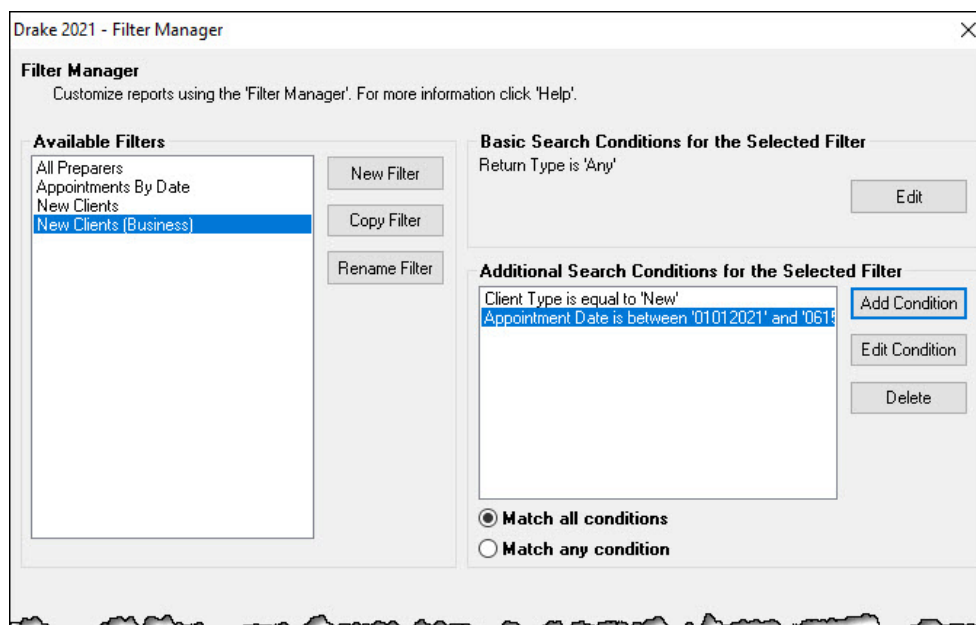 Drake 2021 - Filter Manager
Filter Manager
Customize reports using the 'Filter Manager'. For more information click 'Help'.
Available Filters
All Preparers
Appointments By Date
New Clients
New Clients (Business)
New Filter
Copy Filter
Rename Filter
Basic Search Conditions for the Selected Filter
Return Type is 'Any'
Edit
Additional Search Conditions for the Selected Filter
Client Type is equal to 'New'
Appointment Date is between '01012021' and '0615
Add Condition
Edit Condition
Delete
Match all conditions
Match any condition